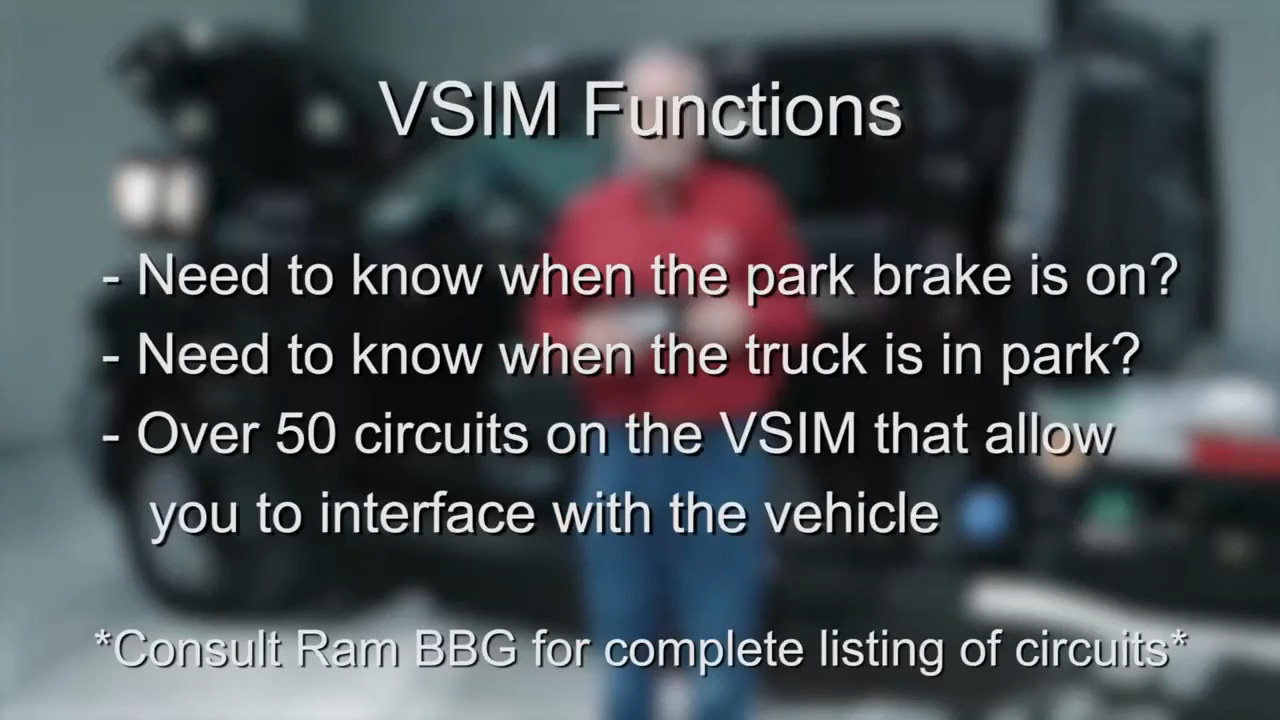 VSIM Functions
- Need to know when the park brake is on?
- Need to know when the truck is in park?
- Over 50 circuits on the VSIM that allow
you to interface with the vehicle
*Consult Ram BBG for complete listing of circuits*